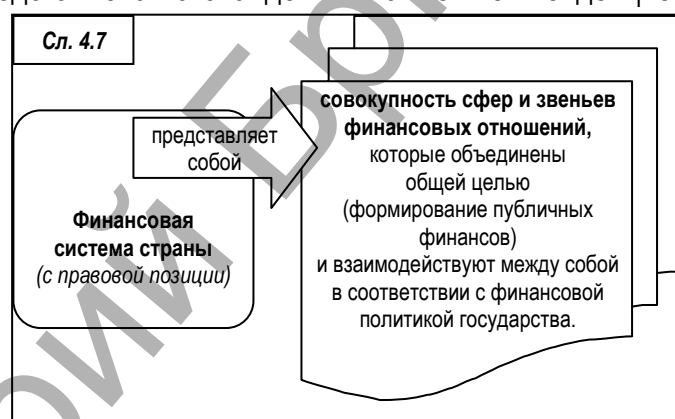 Сл. 4.7
представляет
собой
Финансовая
система страны
(с правовой позиции)
совокупность сфер и звеньев
финансовых отношений,
которые объединены
общей целью
(формирование публичных
финансов)
и взаимодействуют между собой
в соответствии с финансовой
политикой государства.